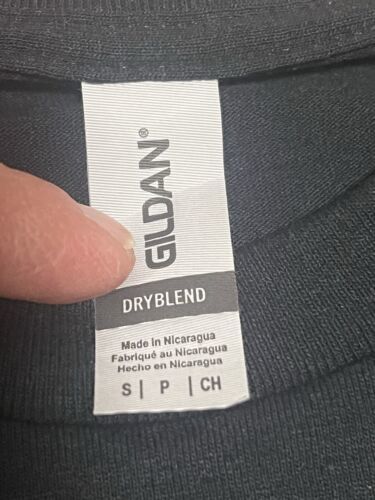 GILDAN®
DRYBLEND
Made in Nicaragua
Fabriqué au Nicaragua
Hecho en Nicaragua
S | P | CH